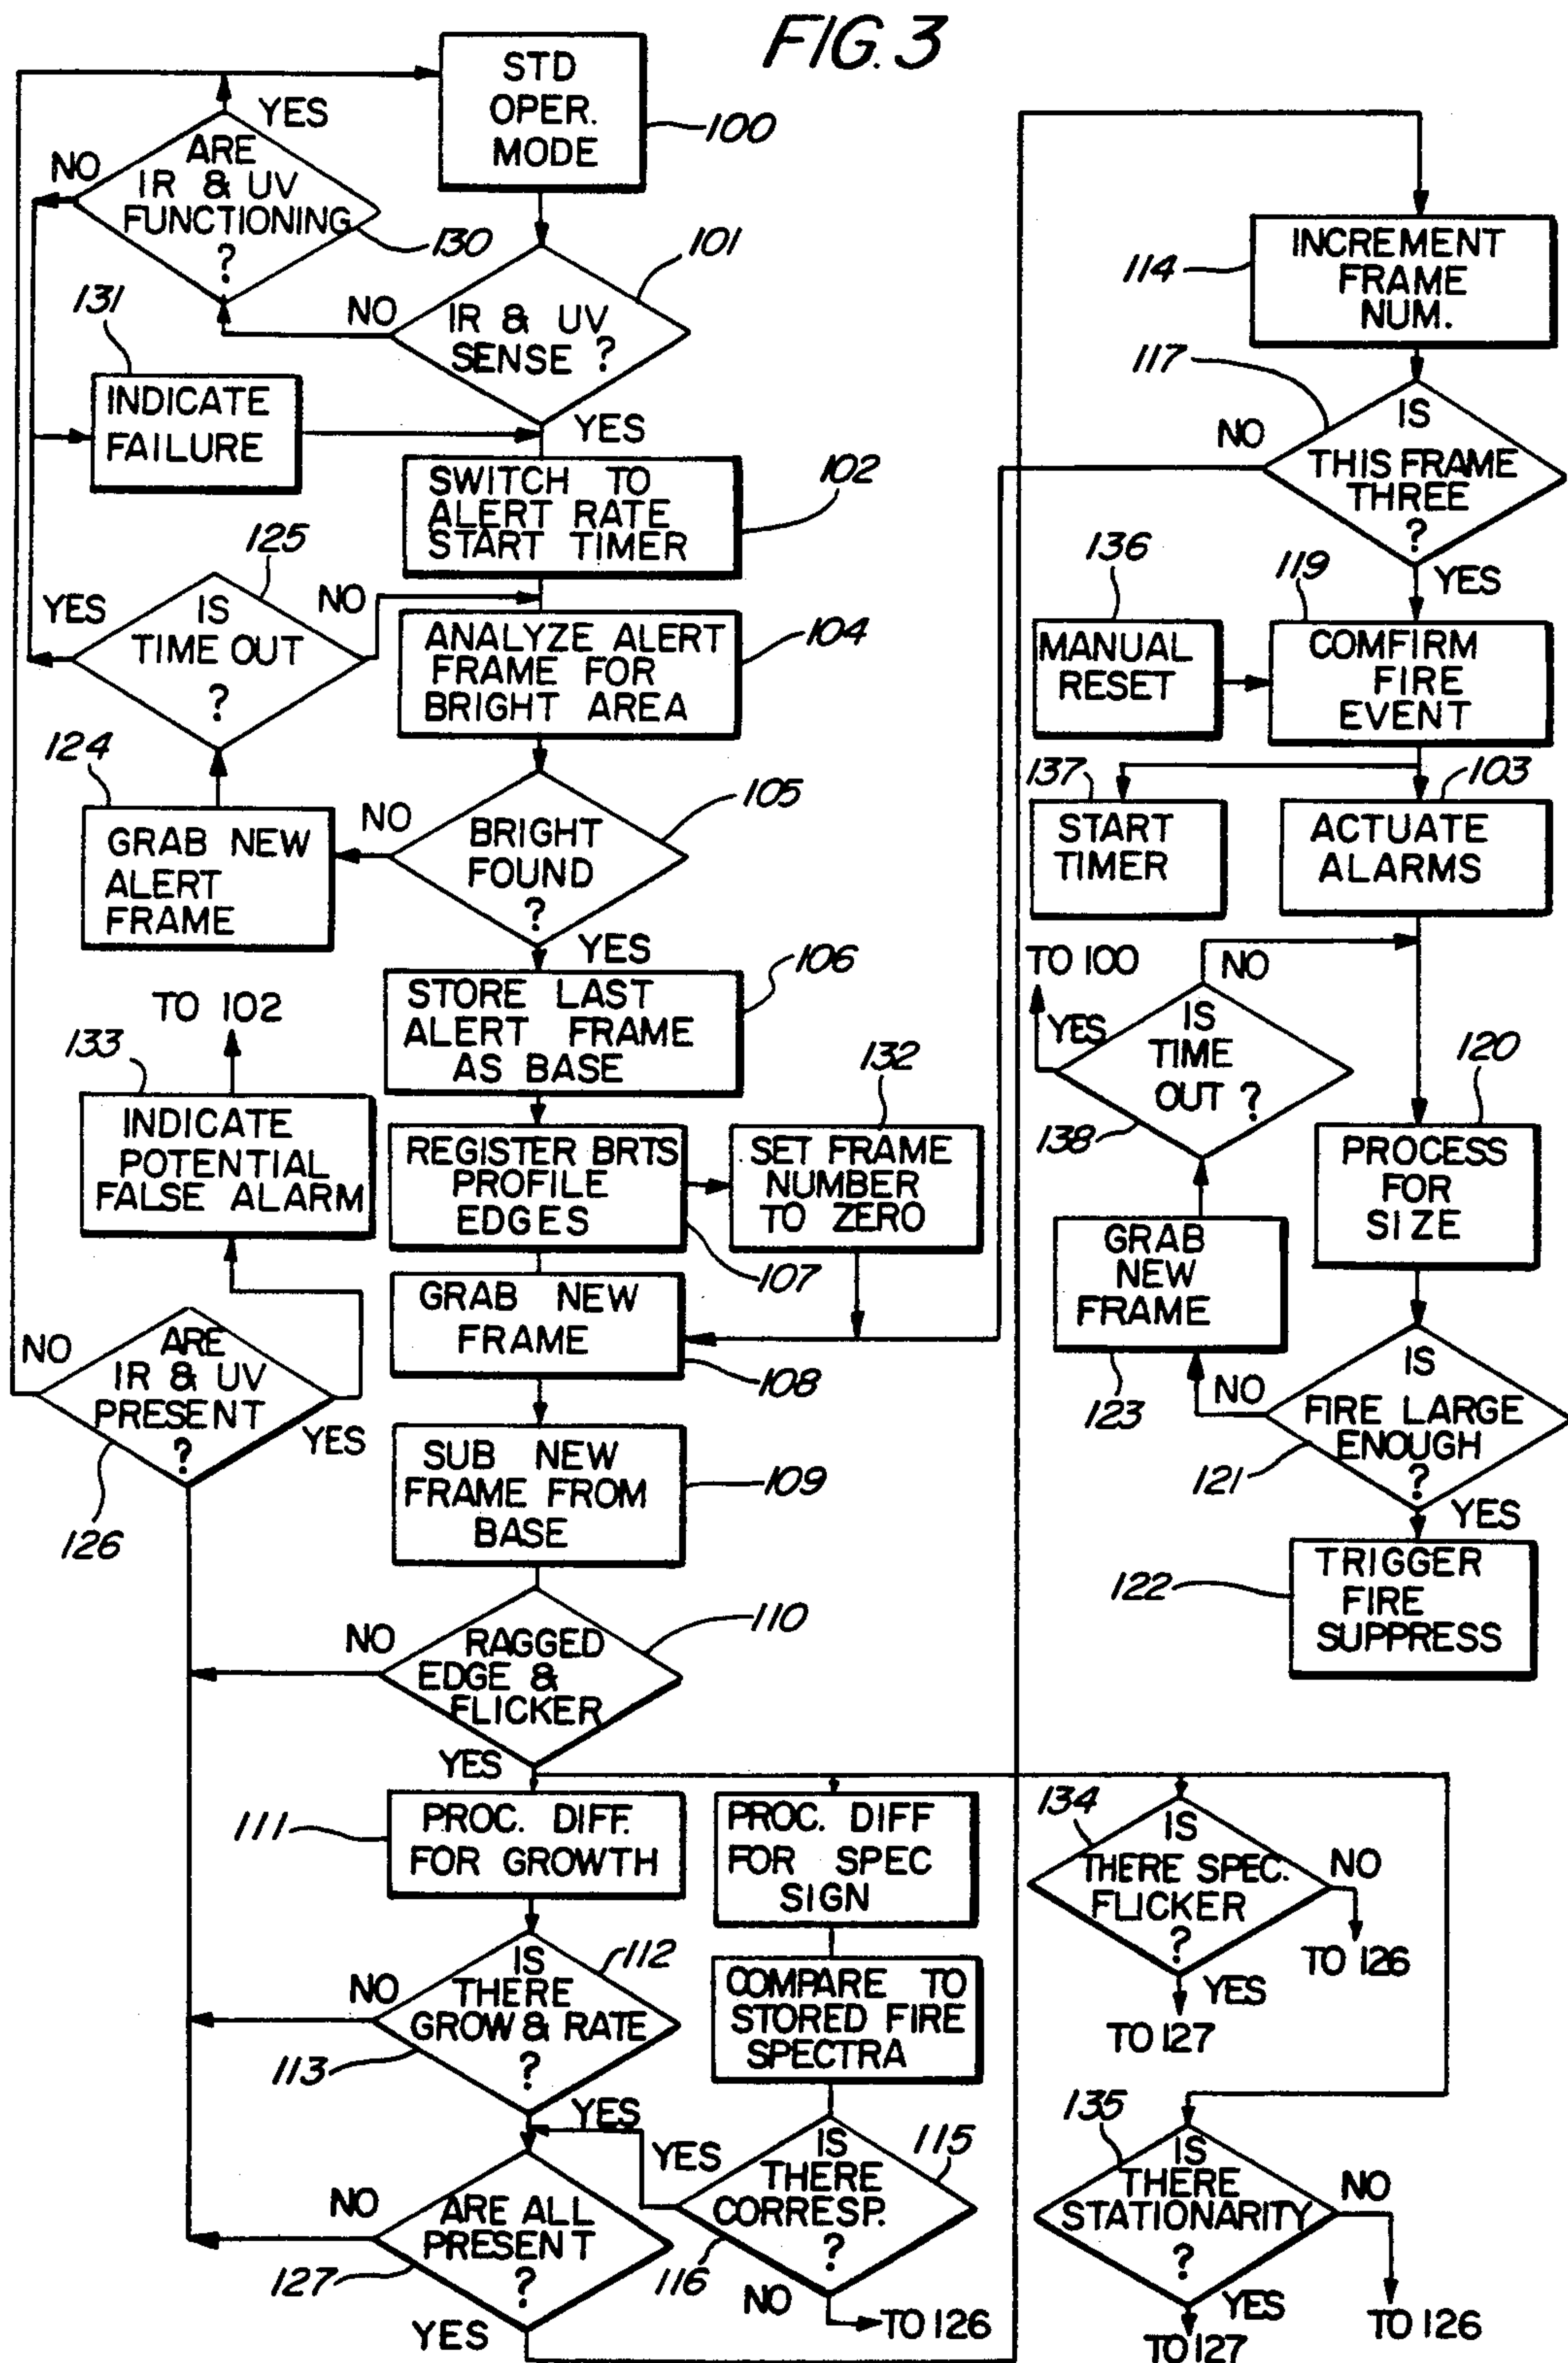 FIG. 3
STD
OPER.
MODE
100
YES
ARE
IR & UV
FUNCTIONING
?
NO
130
101
IR & UV
SENSE ?
NO
YES
131
INDICATE
FAILURE
SWITCH TO
ALERT RATE
START TIMER
102
125
YES
IS
TIME OUT
?
NO
ANALYZE ALERT
FRAME FOR
BRIGHT AREA
104
124
GRAB NEW
ALERT
FRAME
NO
BRIGHT
FOUND
?
105
YES
TO 102
133
INDICATE
POTENTIAL
FALSE ALARM
STORE LAST
ALERT FRAME
AS BASE
106
132
REGISTER BRTS
PROFILE
EDGES
107
SET FRAME
NUMBER
TO ZERO
GRAB NEW
FRAME
108
NO
ARE
IR & UV
PRESENT
?
YES
126
SUB NEW
FRAME FROM
BASE
109
NO
RAGGED
EDGE &
FLICKER
110
YES
111
PROC. DIFF.
FOR GROWTH
PROC. DIFF
FOR SPEC
SIGN
NO
IS
THERE
GROW & RATE
?
112
113
YES
COMPARE TO
STORED FIRE
SPECTRA
YES
IS
THERE
CORRESP.
?
115
116
NO
TO 126
NO
ARE ALL
PRESENT
?
127
YES
114
INCREMENT
FRAME
NUM.
117
NO
IS
THIS FRAME
THREE
?
YES
136
MANUAL
RESET
119
COMFIRM
FIRE
EVENT
137
START
TIMER
103
ACTUATE
ALARMS
TO 100
YES
IS
TIME
OUT ?
NO
138
120
PROCESS
FOR
SIZE
GRAB
NEW
FRAME
123
NO
IS
FIRE LARGE
ENOUGH
?
121
YES
122
TRIGGER
FIRE
SUPPRESS
134
IS
THERE SPEC.
FLICKER
?
NO
TO 126
YES
TO 127
135
IS
THERE
STATIONARITY
?
NO
TO 126
YES
TO 127